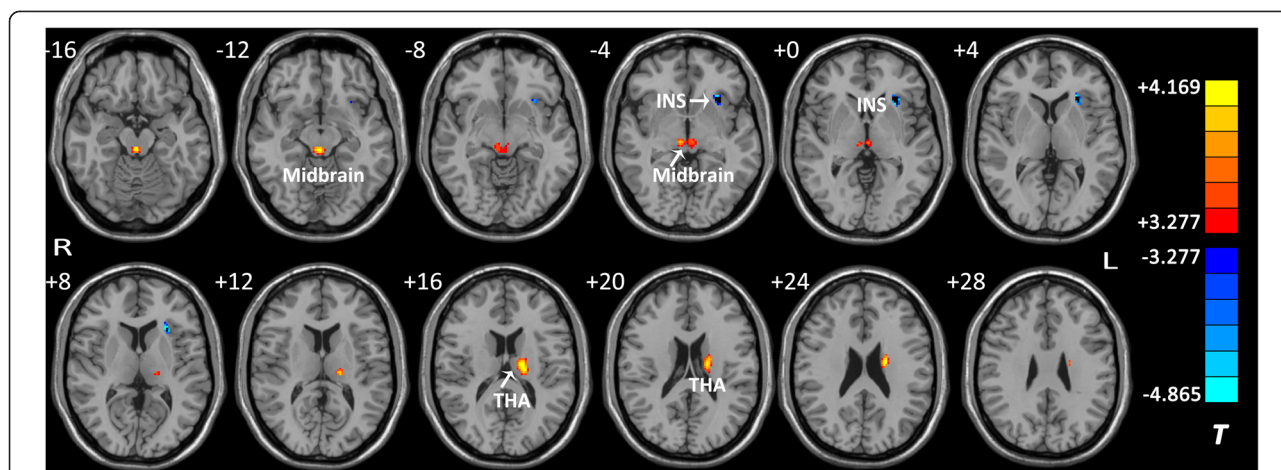 -16 -12 -8 -4 +0 +4
+4.169
INS INS
Midbrain Midbrain
+3.277
R L
-3.277
+8 +12 +16 +20 +24 +28
THA THA
-4.865
T